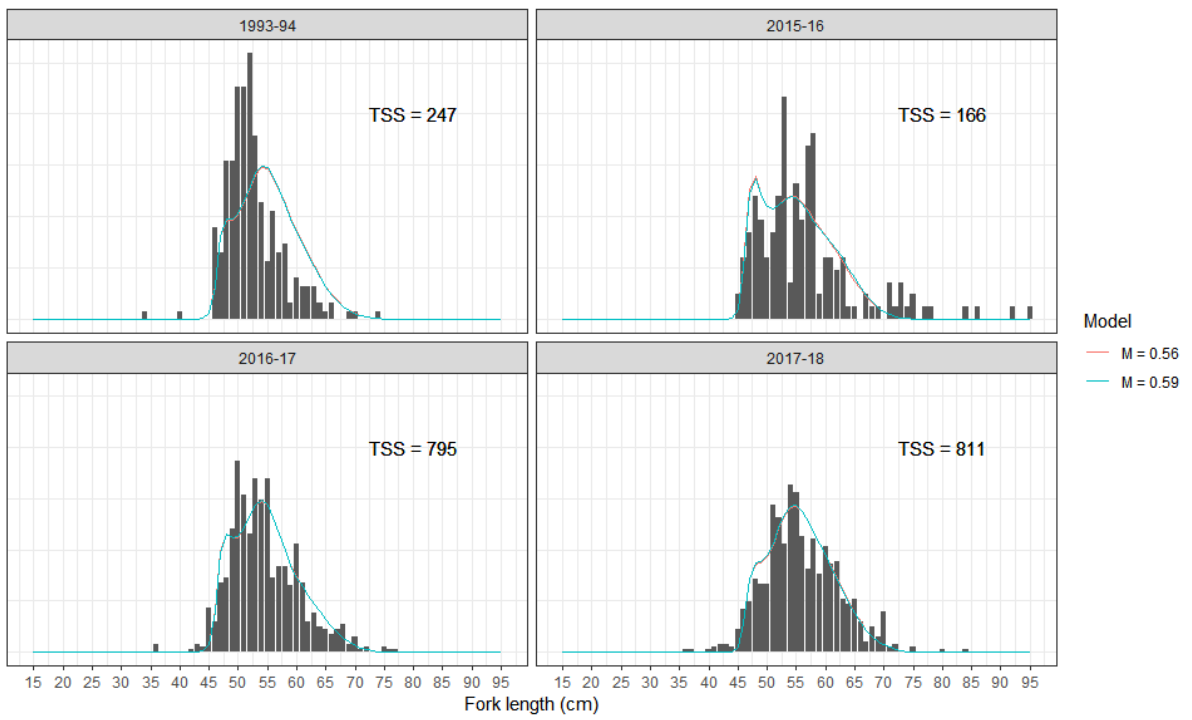 1993-94
2015-16
TSS = 247
TSS = 166
2016-17
2017-18
TSS = 795
TSS = 811
Model
M = 0.56
M = 0.59
15 20 25 30 35 40 45 50 55 60 65 70 75 80 85 90 95
15 20 25 30 35 40 45 50 55 60 65 70 75 80 85 90 95
Fork length (cm)